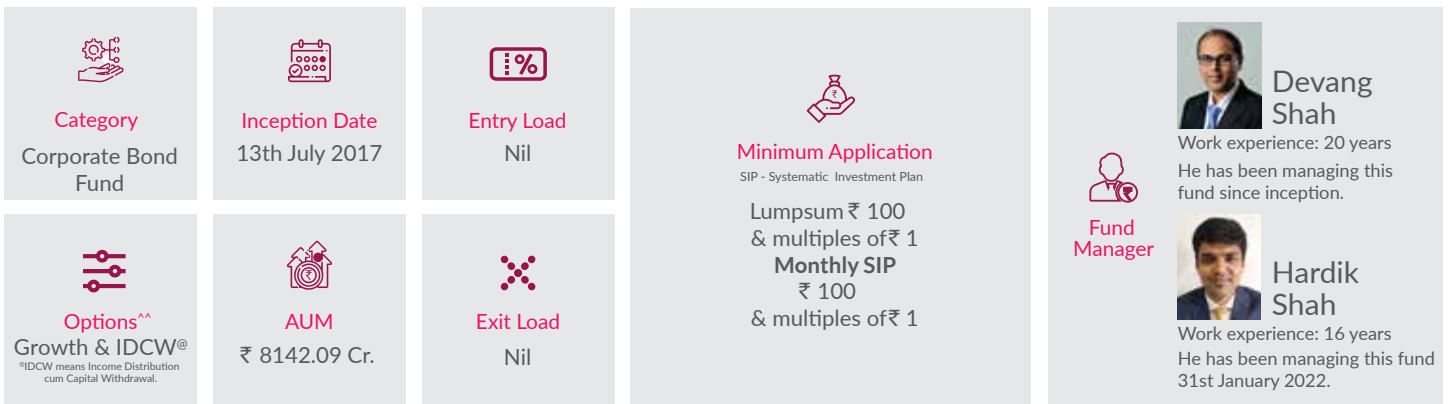 Category
Corporate Bond
Fund
Inception Date
13th July 2017
Entry Load
Nil
Options^^
Growth & IDCW@
@IDCW means Income Distribution
cum Capital Withdrawal.
AUM
₹ 8142.09 Cr.
Exit Load
Nil
Minimum Application
SIP - Systematic Investment Plan
Lumpsum ₹ 100
& multiples of ₹ 1
Monthly SIP
₹ 100
& multiples of ₹ 1
Fund
Manager
Devang
Shah
Work experience: 20 years
He has been managing this
fund since inception.
Hardik
Shah
Work experience: 16 years
He has been managing this fund
31st January 2022.